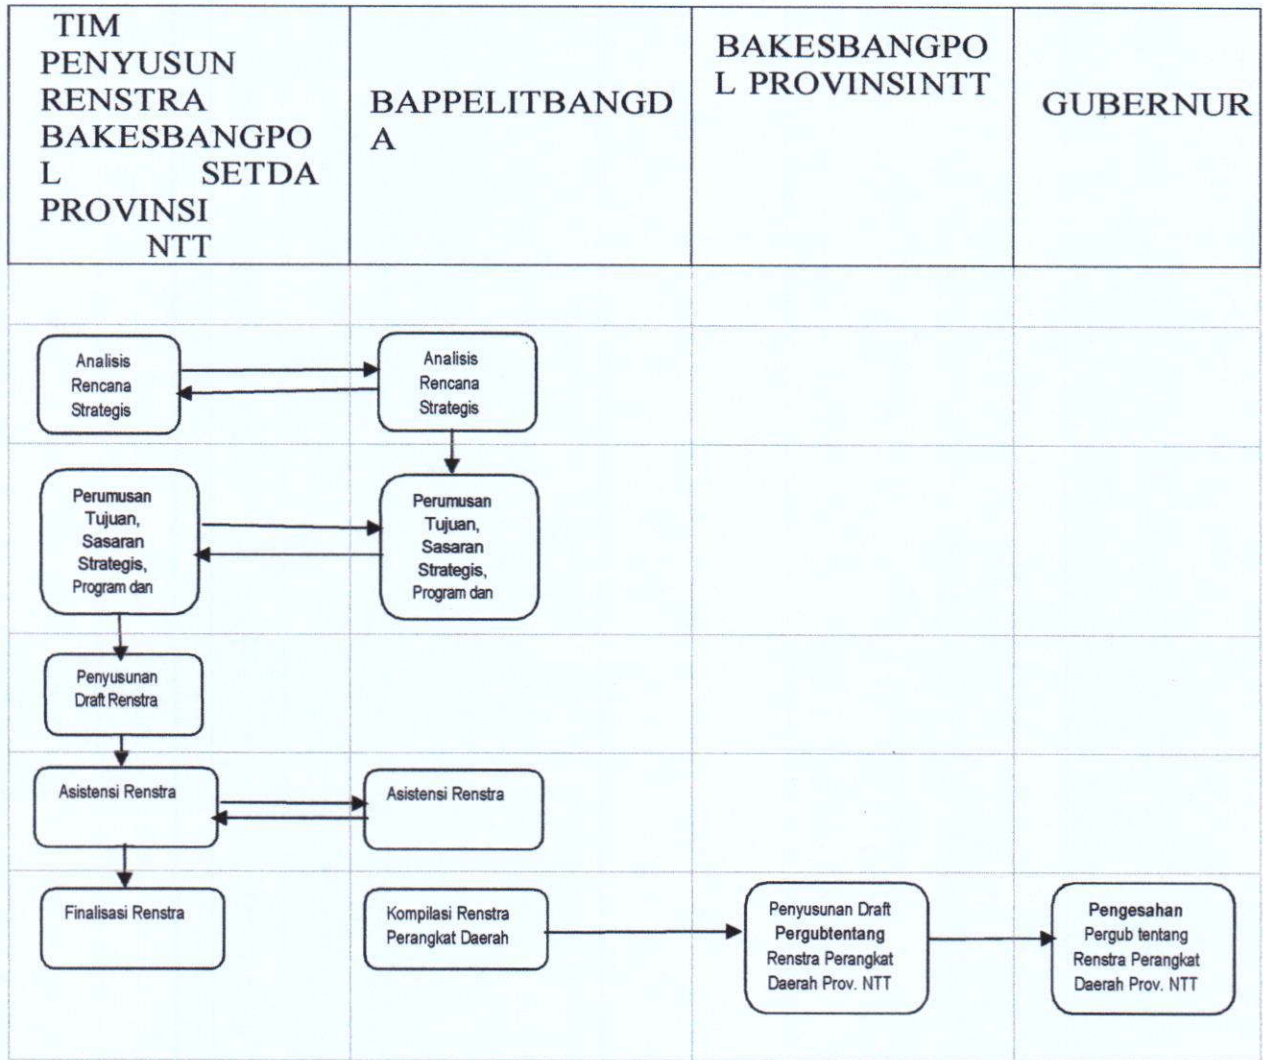 TIM
PENYUSUN
RENSTRA
BAKESBANGPO
L SETDA
PROVINSI
NTT
BAPPELITBANGD
A
BAKESBANGPO
L PROVINSINTT
GUBERNUR
Analisis
Rencana
Strategis
Analisis
Rencana
Strategis
Perumusan
Tujuan,
Sasaran
Strategis,
Program dan
Perumusan
Tujuan,
Sasaran
Strategis,
Program dan
Penyusunan
Draft Renstra
Asistensi Renstra
Asistensi Renstra
Finalisasi Renstra
Kompilasi Renstra
Perangkat Daerah
Penyusunan Draft
Pergubtentang
Renstra Perangkat
Daerah Prov. NTT
Pengesahan
Pergub tentang
Renstra Perangkat
Daerah Prov. NTT